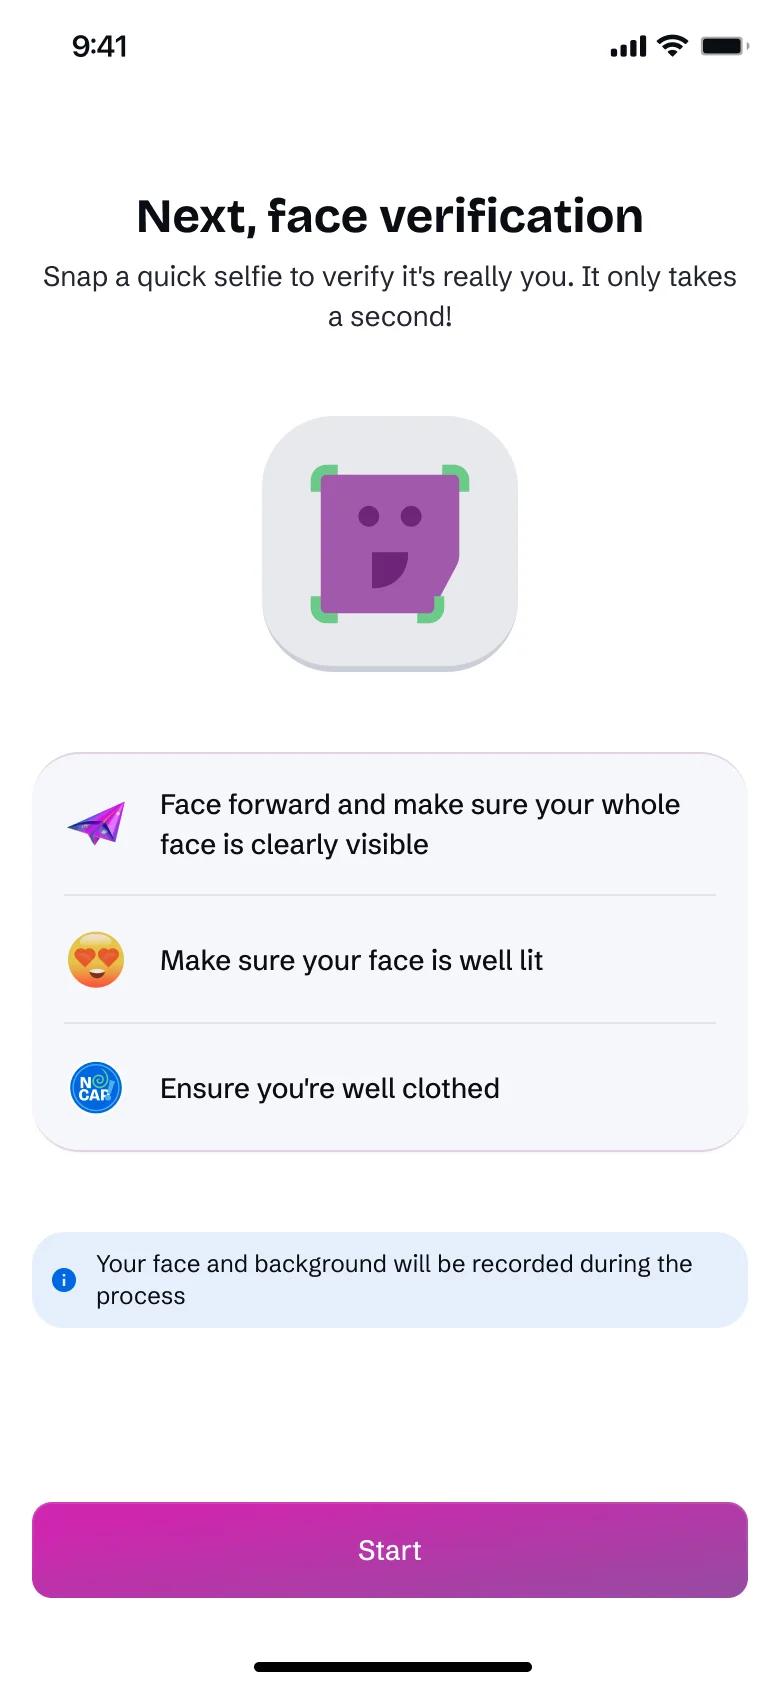 9:41
Next, face verification
Snap a quick selfie to verify it's really you. It only takes
a second!
Face forward and make sure your whole
face is clearly visible
Make sure your face is well lit
NO
CAP!
Ensure you're well clothed
Your face and background will be recorded during the
process
Start